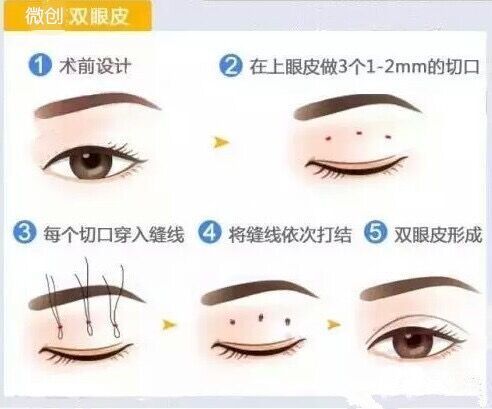 微创 双眼皮
1 术前设计
2 在上眼皮做3个1-2mm的切口
3 每个切口穿入缝线
4 将缝线依次打结
5 双眼皮形成